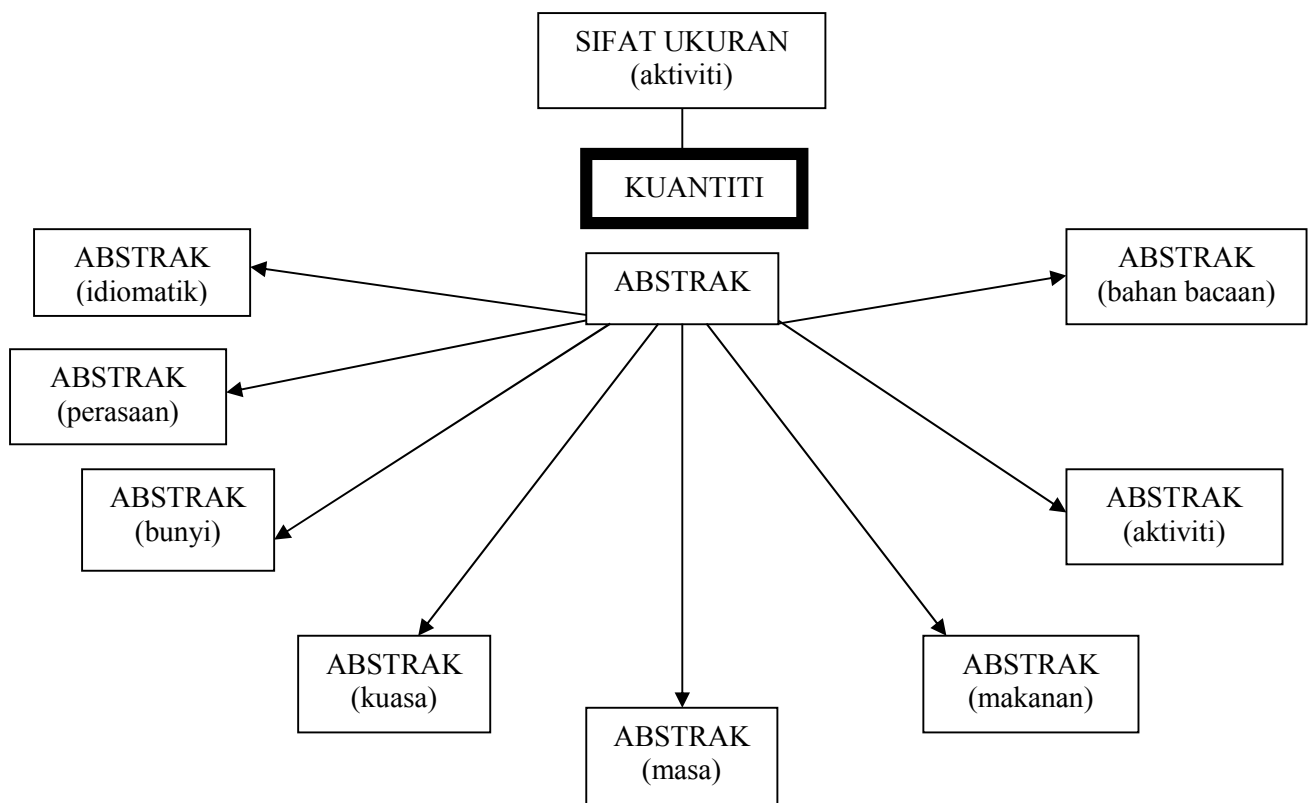 SIFAT UKURAN
(aktiviti)
KUANTITI
ABSTRAK
(idiomatik)
ABSTRAK
ABSTRAK
(bahan bacaan)
ABSTRAK
(perasaan)
ABSTRAK
(bunyi)
ABSTRAK
(aktiviti)
ABSTRAK
(kuasa)
ABSTRAK
(makanan)
ABSTRAK
(masa)